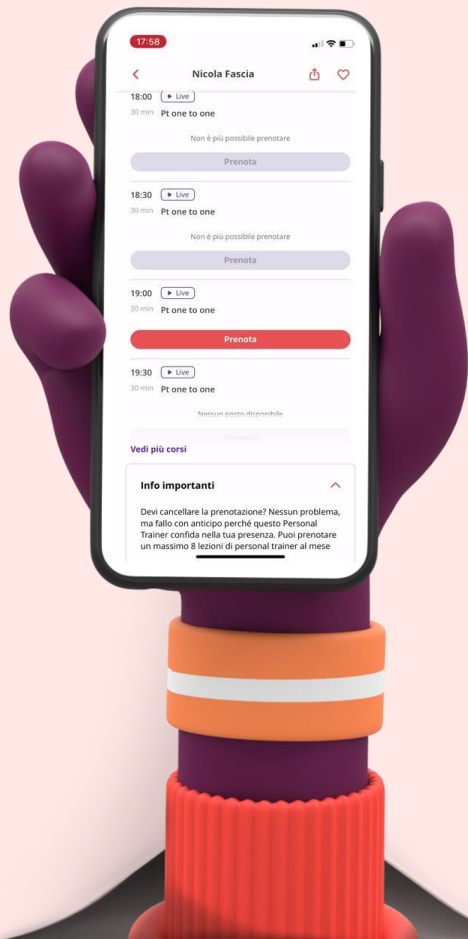 17:58
Nicola Fascia
18:00 Live
30 min Pt one to one
Non è più possibile prenotare
Prenota
18:30 Live
30 min Pt one to one
Non è più possibile prenotare
Prenota
19:00 Live
30 min Pt one to one
Prenota
19:30 Live
30 min Pt one to one
Nessun posto disponibile
Prenota
Vedi più corsi
Info importanti
Devi cancellare la prenotazione? Nessun problema,
ma fallo con anticipo perché questo Personal
Trainer confida nella tua presenza. Puoi prenotare
un massimo 8 lezioni di personal trainer al mese